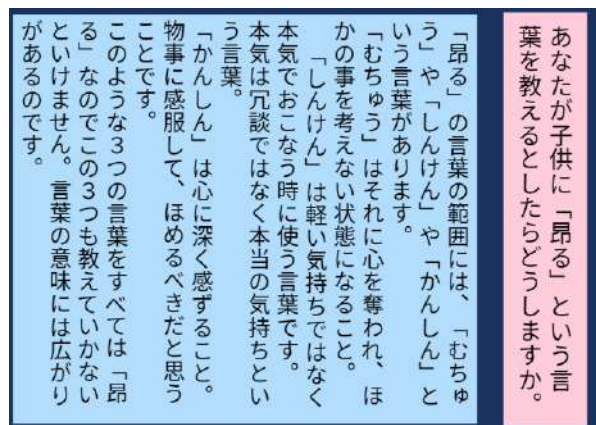 あなたが子供に「昂る」という言
葉を教えるとしたらどうしますか。
「昂る」の言葉の範囲には、「むちゅ
う」や「しんけん」や「かんしん」と
いう言葉があります。
「むちゅう」はそれに心を奪われ、ほ
かの事を考えない状態になること。
「しんけん」は軽い気持ちではなく
本気でおこなう時に使う言葉です。
本気は冗談ではなく本当の気持ちとい
う言葉。
「かんしん」は心に深く感ずること。
物事に感服して、ほめるべきだと思う
ことです。
このような３つの言葉をすべては「昂
る」なのでこの３つも教えていかない
といけません。言葉の意味には広がり
があるのです。